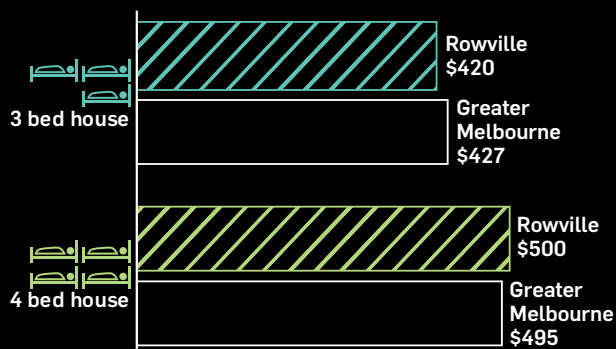 Rowville
$420
3 bed house
Greater
Melbourne
$427
Rowville
$500
4 bed house
Greater
Melbourne
$495